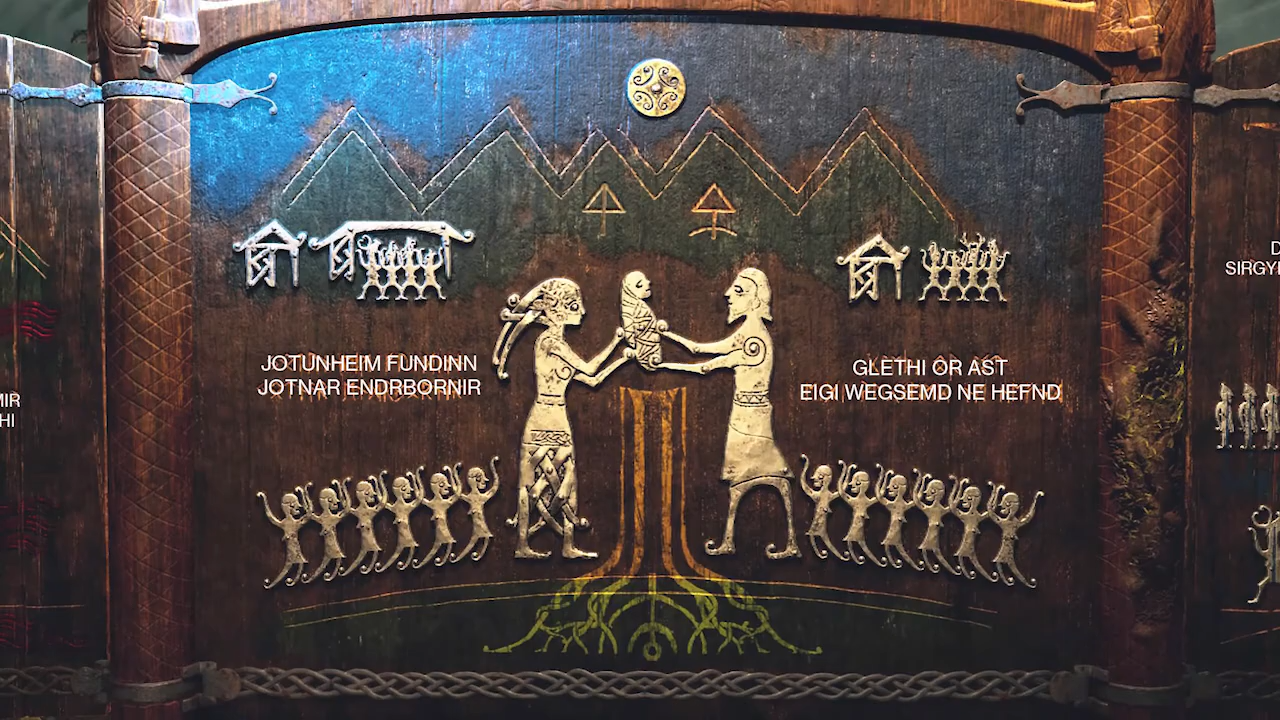 JOTUNHEIM FUNDINN
JOTNAR ENDRBORNIR
GLETHI OR AST
EIGI WEGSEMD NE HEFND